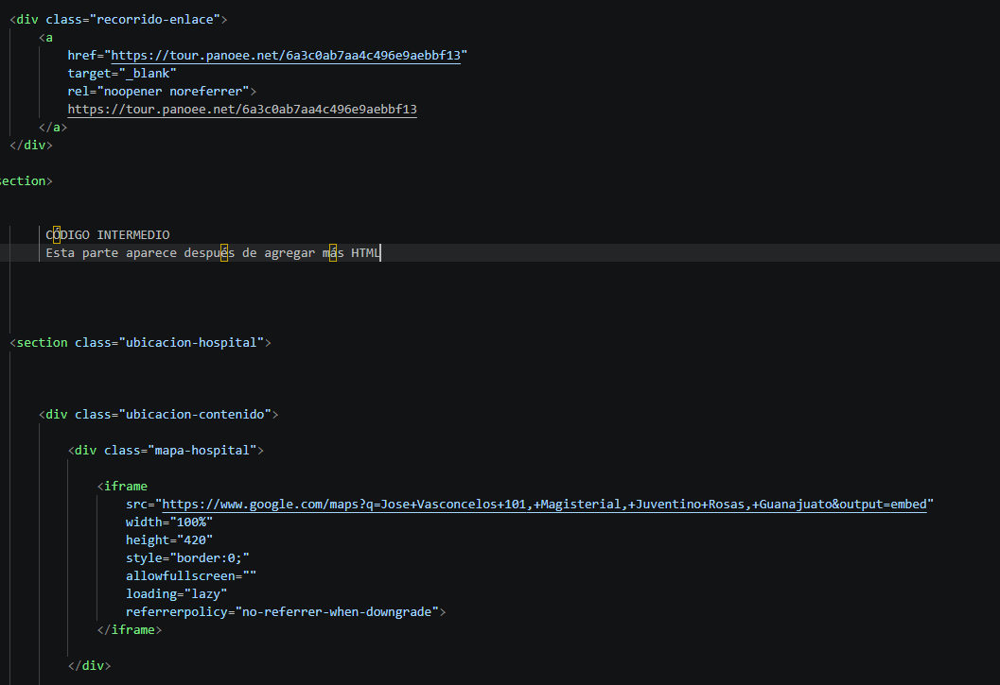 <div class="recorrido-enlace">
<a
href="https://tour.panoee.net/6a3c0ab7aa4c496e9aebbf13"
target="_blank"
rel="noopener noreferrer">
https://tour.panoee.net/6a3c0ab7aa4c496e9aebbf13
</a>
</div>
section>
CÓDIGO INTERMEDIO
Esta parte aparece después de agregar más HTML
<section class="ubicacion-hospital">
<div class="ubicacion-contenido">
<div class="mapa-hospital">
<iframe
src="https://www.google.com/maps?q=Jose+Vasconcelos+101,+Magisterial,+Juventino+Rosas,+Guanajuato&output=embed"
width="100%"
height="420"
style="border:0;"
allowfullscreen=""
loading="lazy"
referrerpolicy="no-referrer-when-downgrade">
</iframe>
</div>